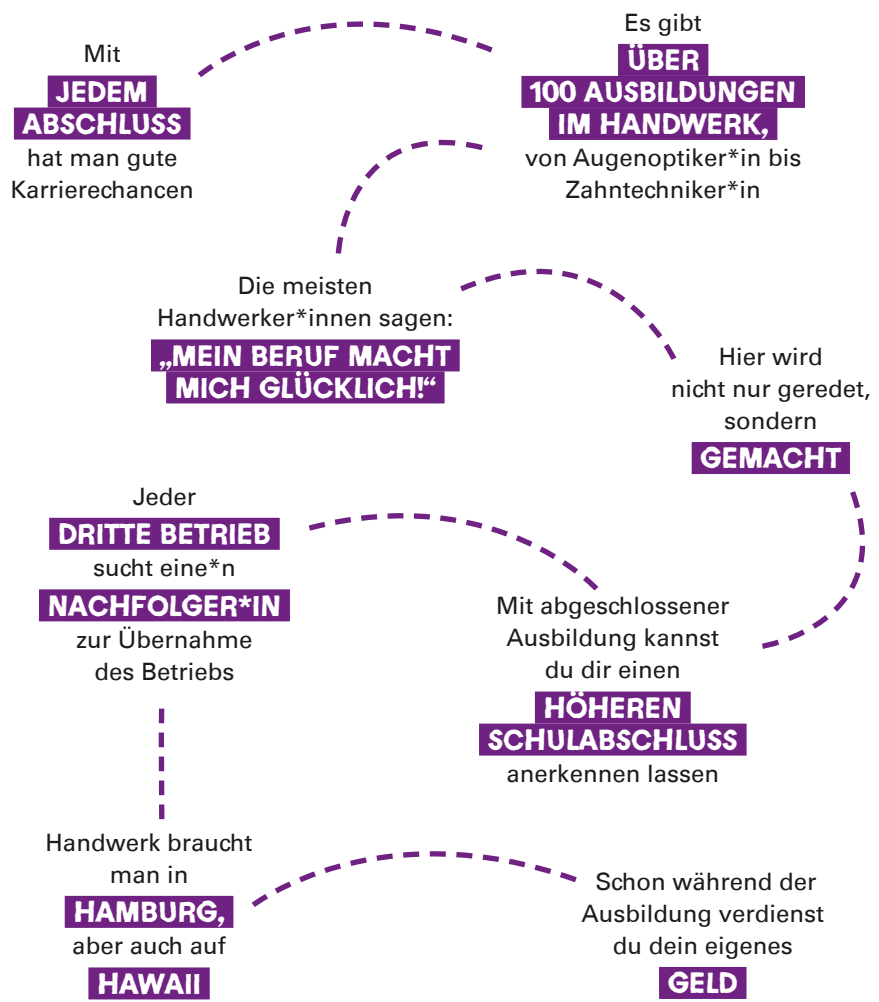 Mit
JEDEM
ABSCHLUSS
hat man gute
Karrierechancen
Es gibt
ÜBER
100 AUSBILDUNGEN
IM HANDWERK,
von Augenoptiker*in bis
Zahntechniker*in
Die meisten
Handwerker*innen sagen:
„MEIN BERUF MACHT
MICH GLÜCKLICH!“
Hier wird
nicht nur geredet,
sondern
GEMACHT
Mit abgeschlossener
Ausbildung kannst
du dir einen
HÖHEREN
SCHULABSCHLUSS
anerkennen lassen
Jeder
DRITTE BETRIEB
sucht eine*n
NACHFOLGER*IN
zur Übernahme
des Betriebs
Handwerk braucht
man in
HAMBURG,
aber auch auf
HAWAII
Schon während der
Ausbildung verdienst
du dein eigenes
GELD